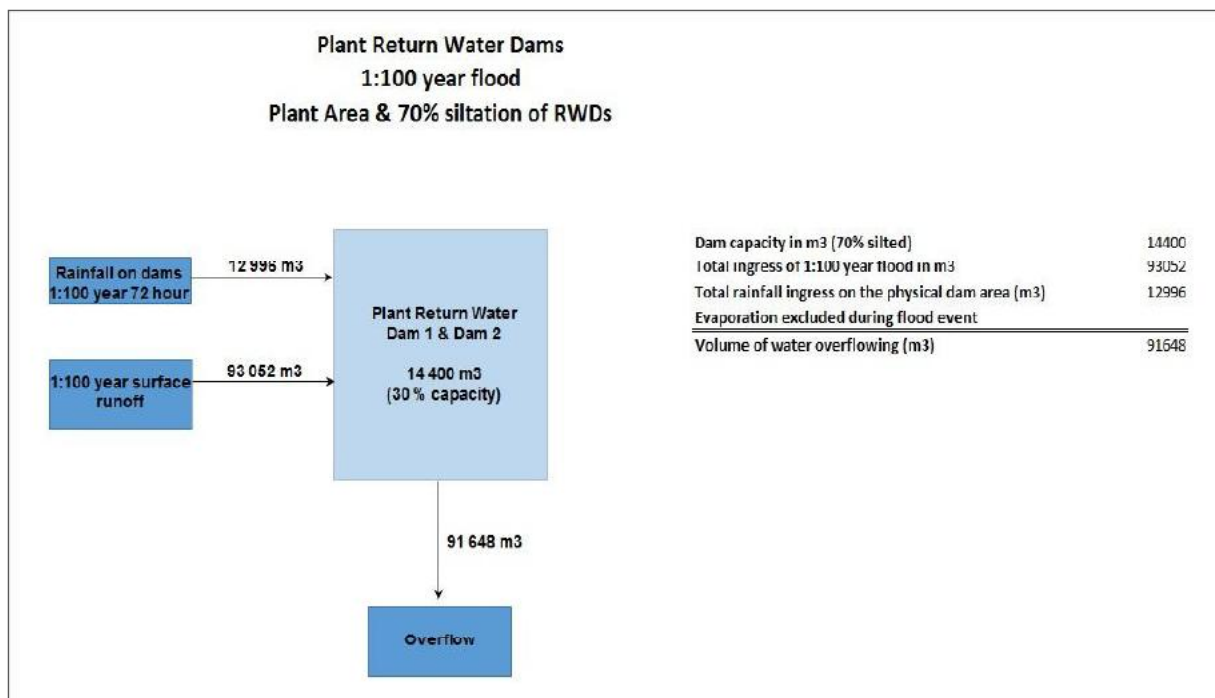 Plant Return Water Dams
1:100 year flood
Plant Area & 70% siltation of RWDs
Rainfall on dams
1:100 year 72 hour
12 996 m3
1:100 year surface
runoff
93 052 m3
Plant Return Water
Dam 1 & Dam 2
14 400 m3
(30 % capacity)
91 648 m3
Overflow
Dam capacity in m3 (70% silted) 14400
Total ingress of 1:100 year flood in m3 93052
Total rainfall ingress on the physical dam area (m3) 12996
Evaporation excluded during flood event
Volume of water overflowing (m3) 91648